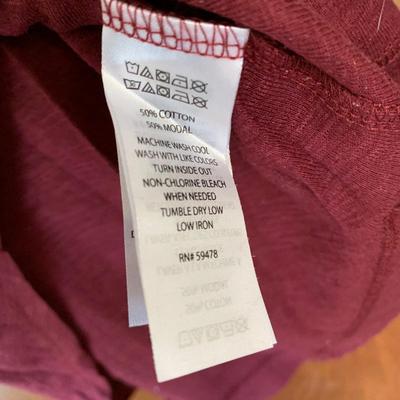 50% COTTON
50% MODAL
MACHINE WASH COOL
WASH WITH LIKE COLORS
TURN INSIDE OUT
NON-CHLORINE BLEACH
WHEN NEEDED
TUMBLE DRY LOW
LOW IRON
RN# 59478